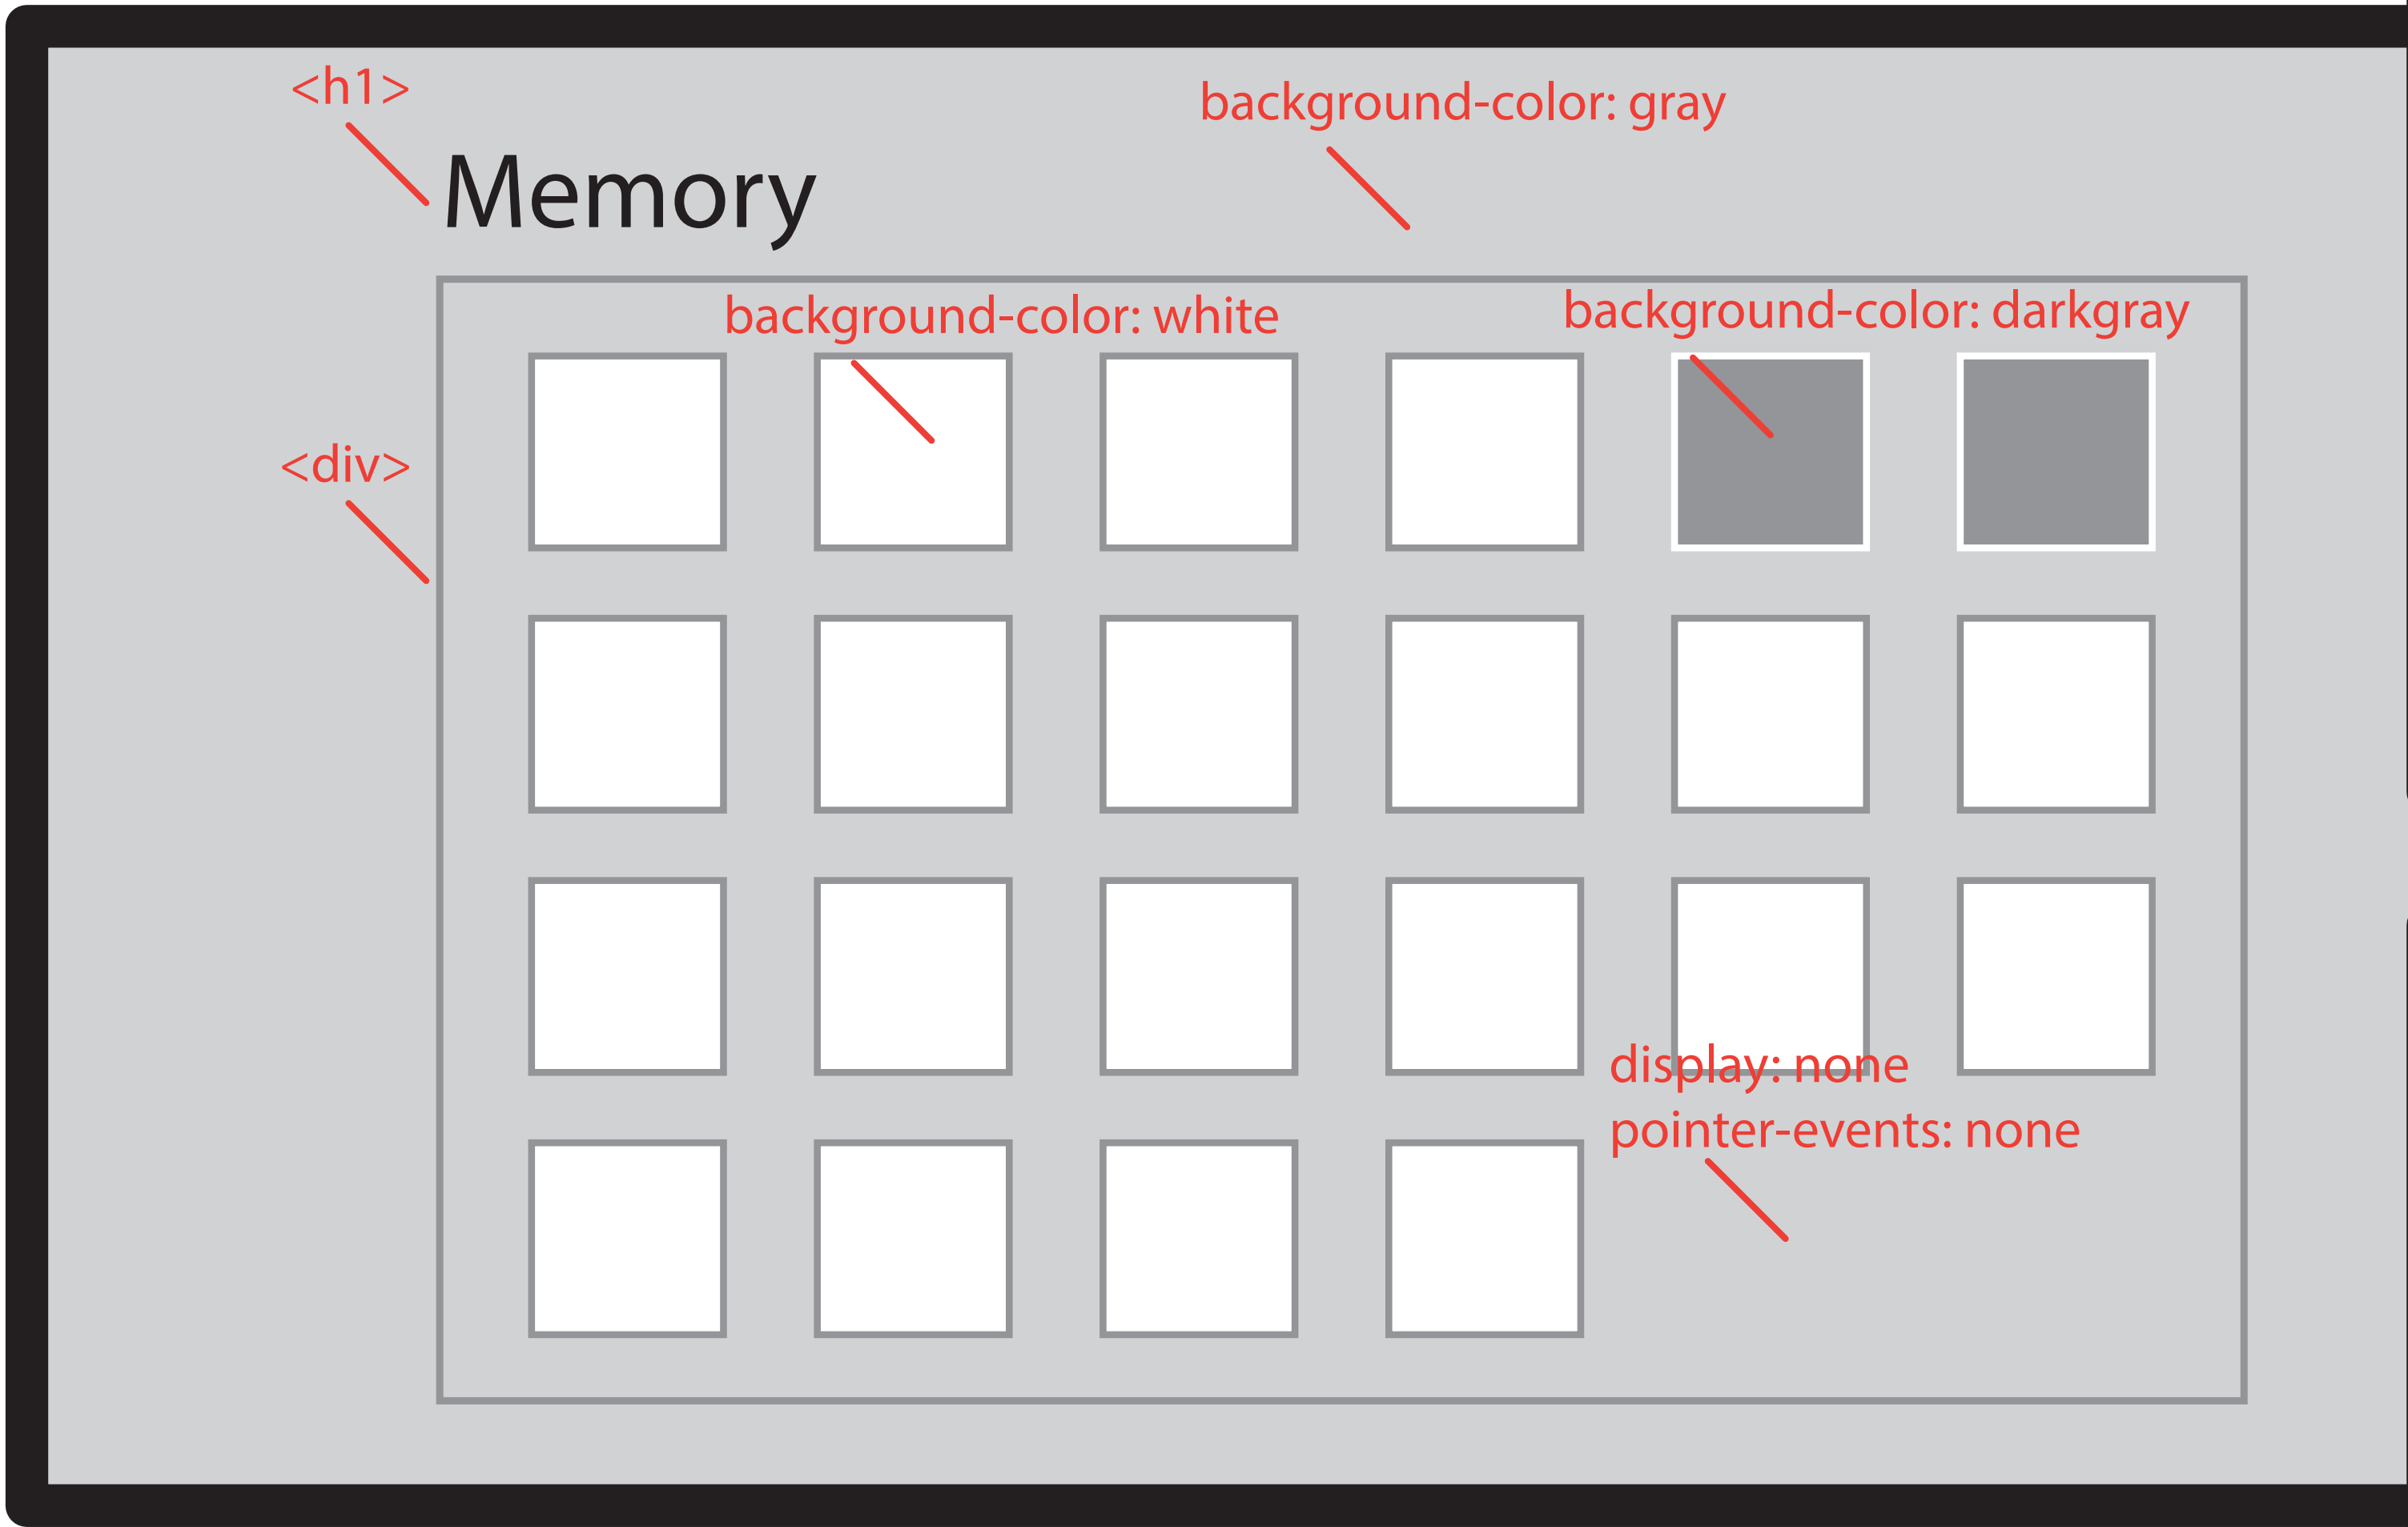 <h1>
background-color: gray
Memory
background-color: white
background-color: darkgray
<div>
display: none
pointer-events: none